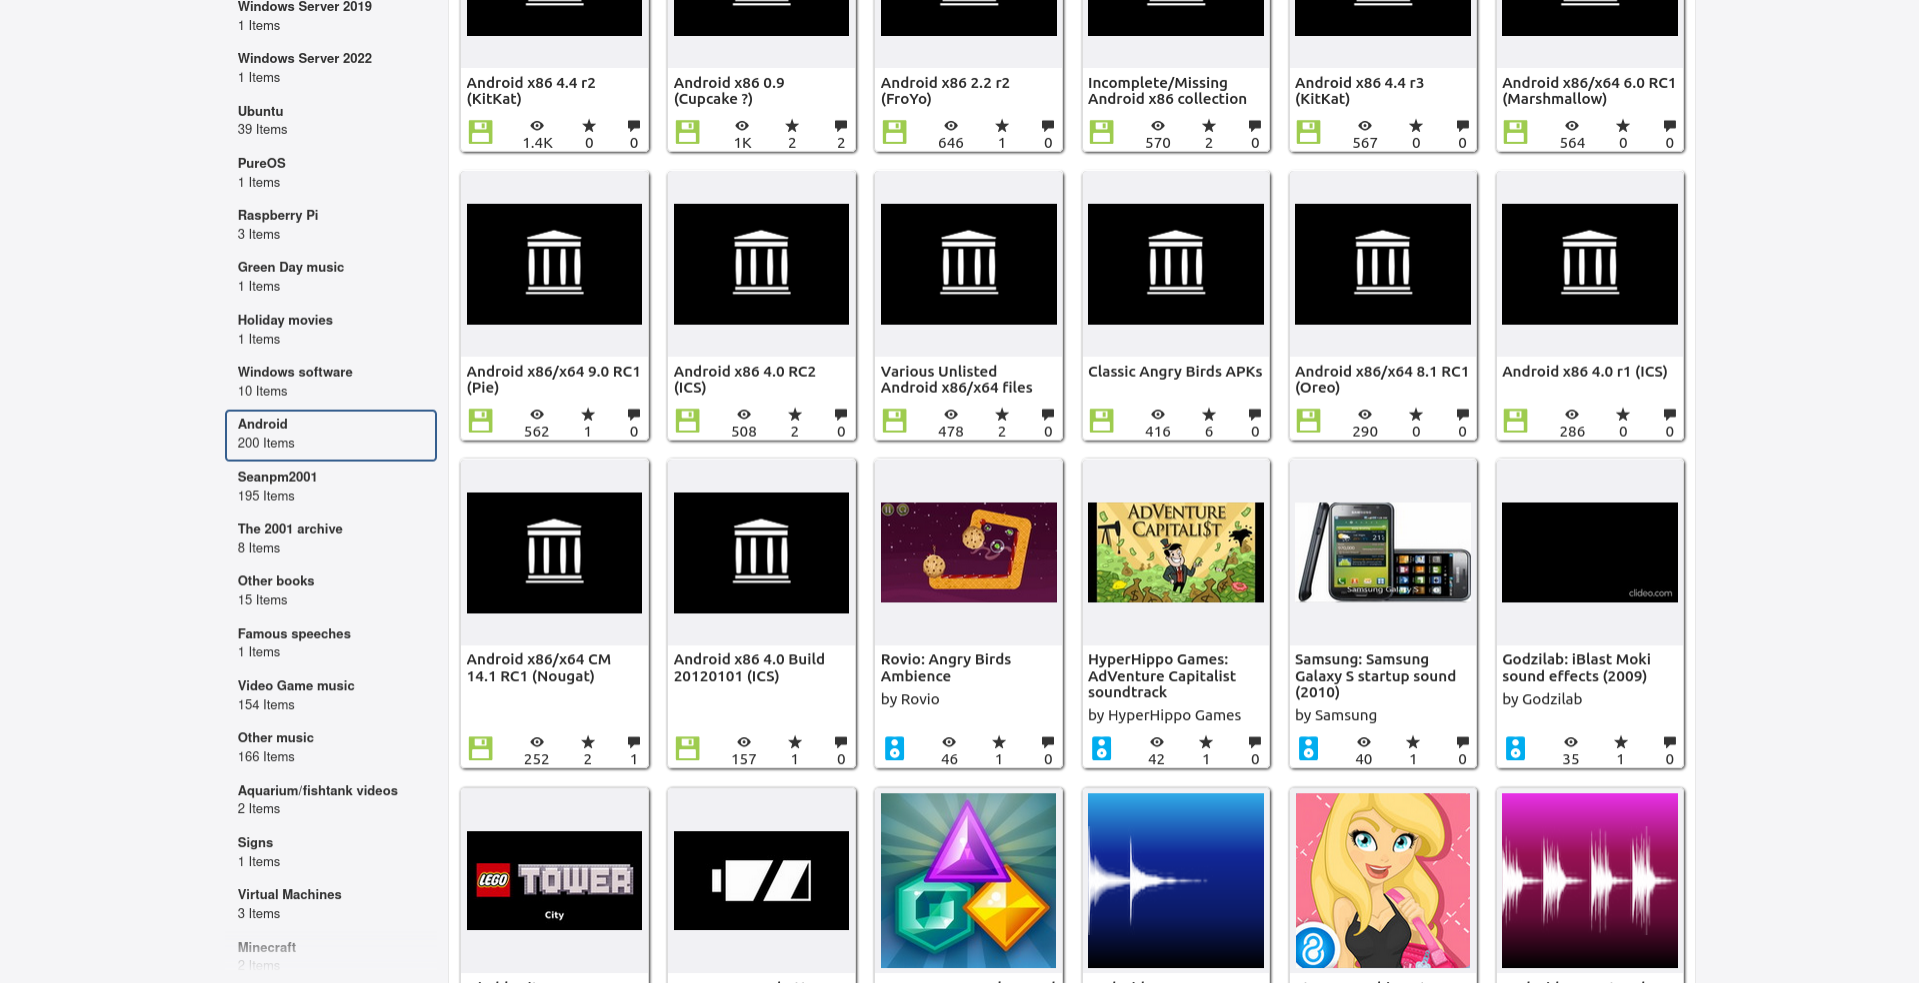 Windows Server 2019
1 Items
Windows Server 2022
1 Items
Ubuntu
39 Items
PureOS
1 Items
Raspberry Pi
3 Items
Green Day music
1 Items
Holiday movies
1 Items
Windows software
10 Items
Android
200 Items
Seanpm2001
195 Items
The 2001 archive
8 Items
Other books
15 Items
Famous speeches
1 Items
Video Game music
154 Items
Other music
166 Items
Aquarium/fishtank videos
2 Items
Signs
1 Items
Virtual Machines
3 Items
Minecraft
2 Items
Android x86 4.4 r2
(KitKat)
1.4K 0 0
Android x86 0.9
(Cupcake ?)
1K 2 2
Android x86 2.2 r2
(FroYo)
646 1 0
Incomplete/Missing
Android x86 collection
570 2 0
Android x86 4.4 r3
(KitKat)
567 0 0
Android x86/x64 6.0 RC1
(Marshmallow)
564 0 0
Android x86/x64 9.0 RC1
(Pie)
562 1 0
Android x86 4.0 RC2
(ICS)
508 2 0
Various Unlisted
Android x86/x64 files
478 2 0
Classic Angry Birds APKs
416 6 0
Android x86/x64 8.1 RC1
(Oreo)
290 0 0
Android x86 4.0 r1 (ICS)
286 0 0
Android x86/x64 CM
14.1 RC1 (Nougat)
252 2 1
Android x86 4.0 Build
20120101 (ICS)
157 1 0
Rovio: Angry Birds
Ambience
by Rovio
46 1 0
ADVENTURE
CAPITALI$T
HyperHippo Games:
AdVenture Capitalist
soundtrack
by HyperHippo Games
42 1 0
Samsung Galaxy S
Samsung: Samsung
Galaxy S startup sound
(2010)
by Samsung
40 1 0
clideo.com
Godzilab: iBlast Moki
sound effects (2009)
by Godzilab
35 1 0
LEGO TOWER
City